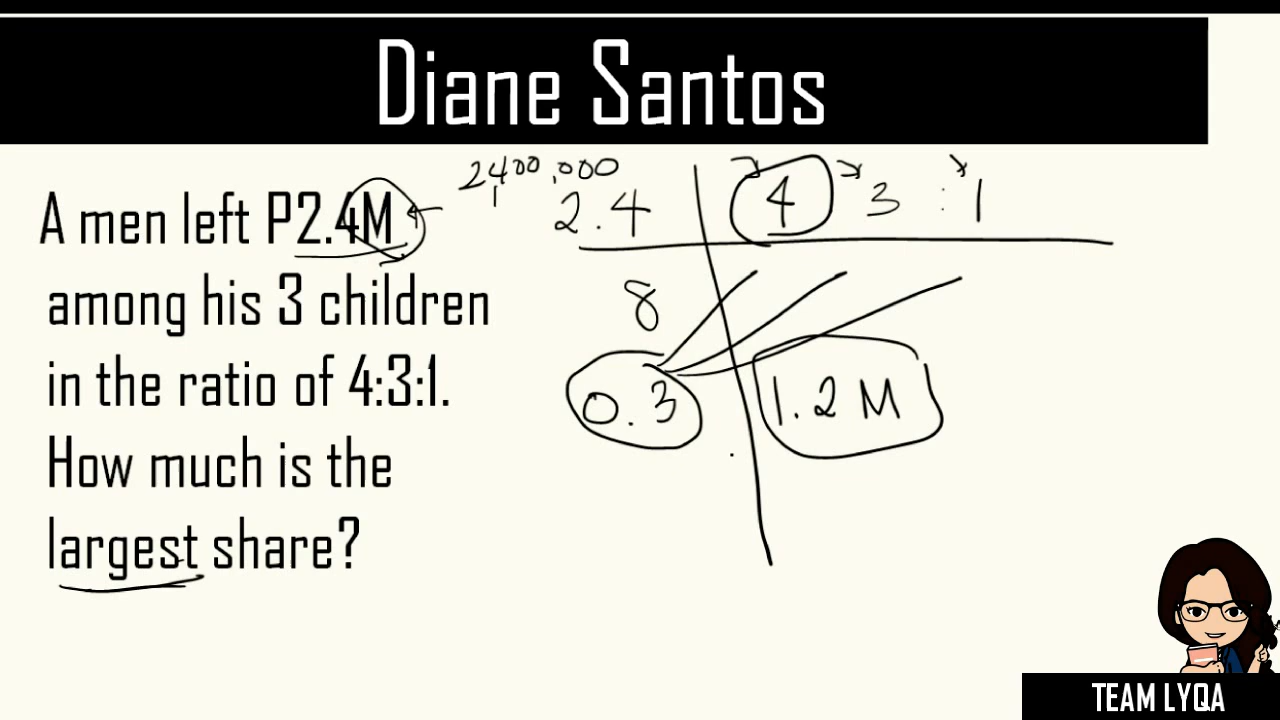 Diane Santos
2400,000
A men left P2.4M
2.4 4 3 : 1
among his 3 children
8
in the ratio of 4:3:1.
0.3 1.2 M
How much is the
largest share?
TEAM LYQA